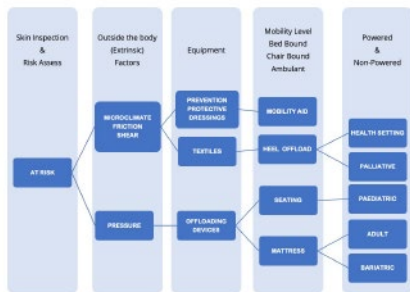 Skin Inspection
&
Risk Assess
Outside the body
(Extrinsic)
Factors
Equipment
Mobility Level
Bed Bound
Chair Bound
Ambulant
Powered
&
Non-Powered
AT RISK
MICROCLIMATE
FRICTION
SHEAR
PRESSURE
PREVENTION
PROTECTIVE
DRESSINGS
TEXTILES
OFFLOADING
DEVICES
MOBILITY AID
HEEL OFFLOAD
SEATING
MATTRESS
HEALTH SETTING
PALLIATIVE
PAEDIATRIC
ADULT
BARIATRIC